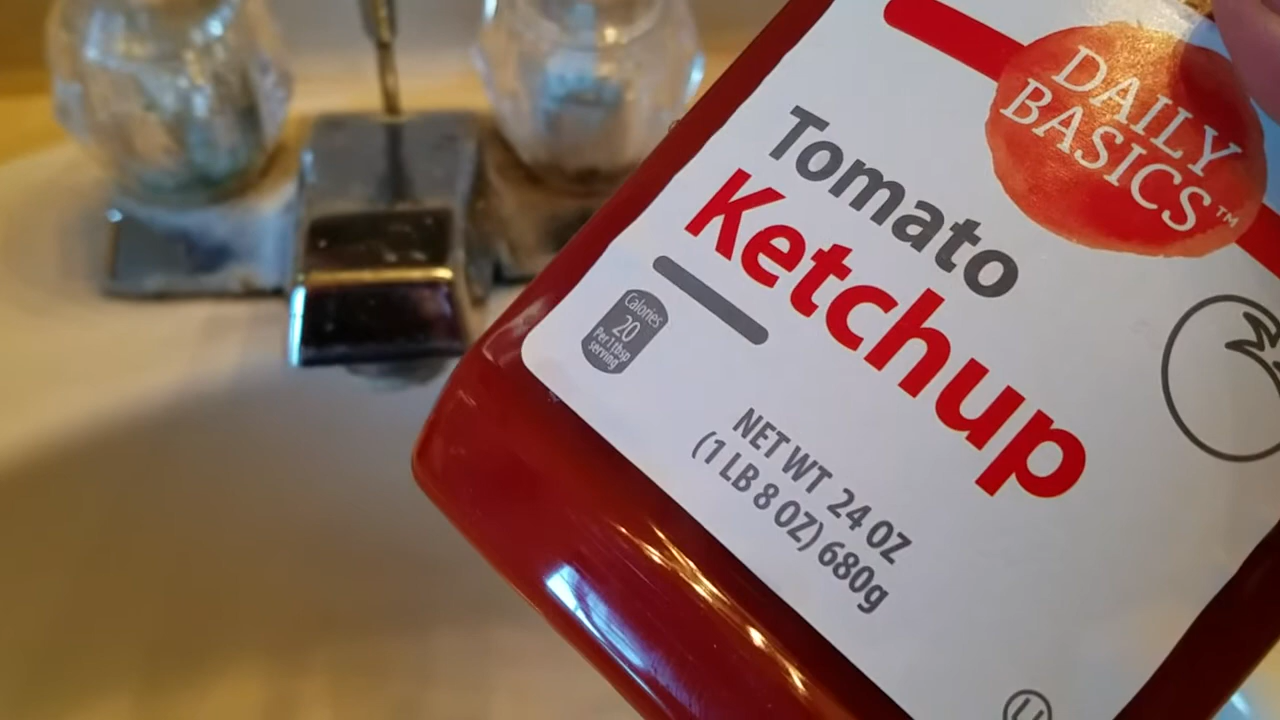 DAILY
BASICS™
Tomato
Ketchup
Calories
20
Per 1 tbsp
serving
NET WT 24 OZ
(1 LB 8 OZ) 680g
U